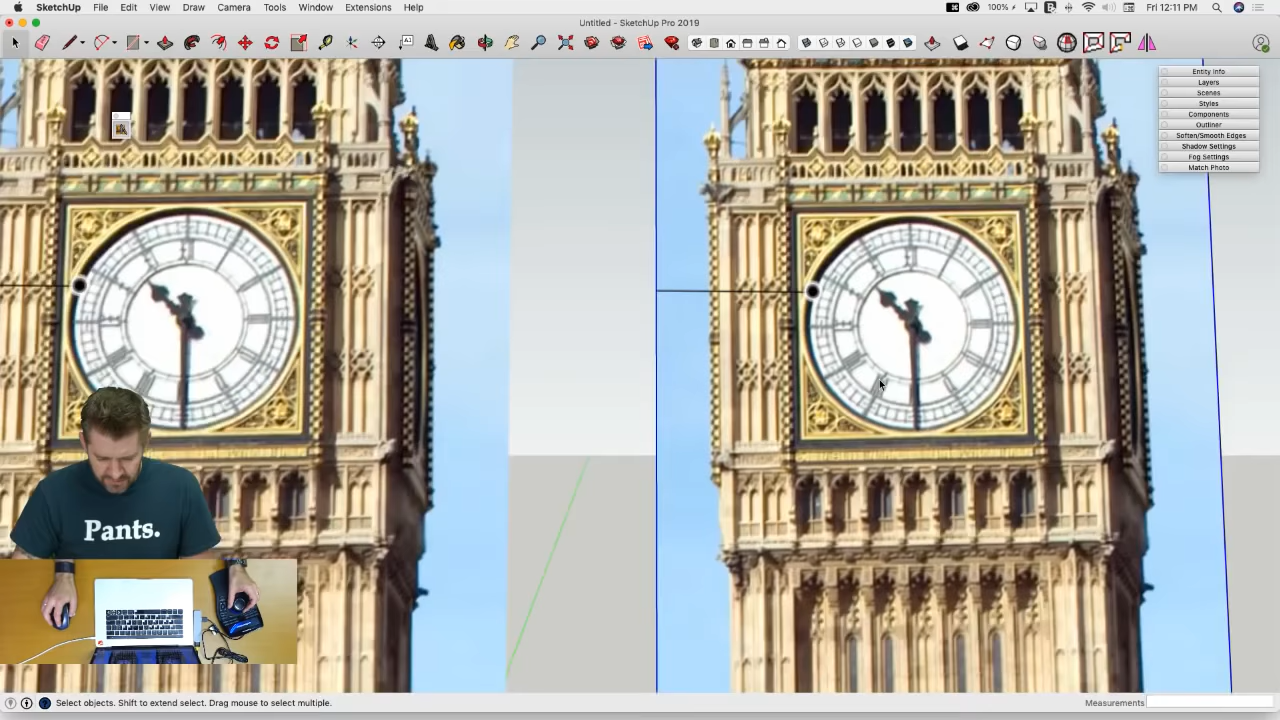 SketchUp File Edit View Draw Camera Tools Window Extensions Help
100% Fri 12:11 PM
Untitled - SketchUp Pro 2019
Entity Info
Layers
Scenes
Styles
Components
Outliner
Soften/Smooth Edges
Shadow Settings
Fog Settings
Match Photo
Pants.
Select objects. Shift to extend select. Drag mouse to select multiple.
Measurements